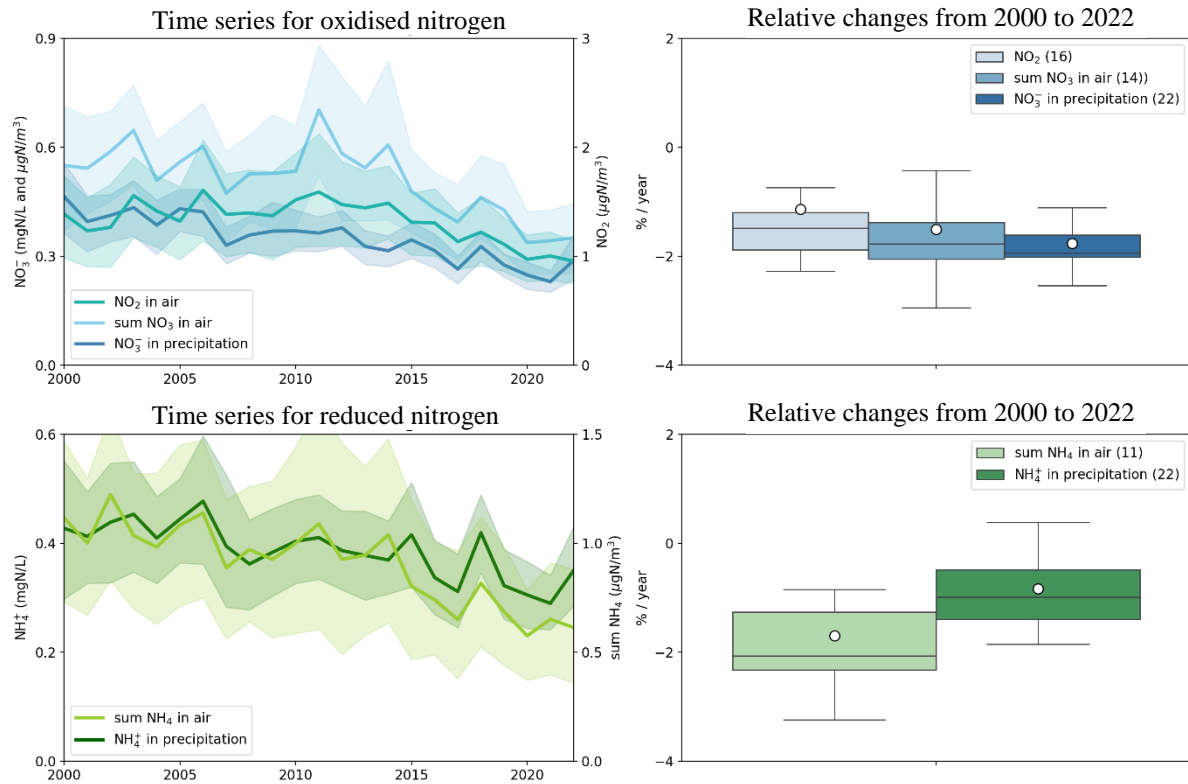 Time series for oxidised nitrogen
0.9
0.6
0.3
0.0
NO₃⁻ (mgN/L and μgN/m³)
3
2
1
0
NO₂ (μgN/m³)
NO₂ in air
sum NO₃ in air
NO₃⁻ in precipitation
2000 2005 2010 2015 2020
Relative changes from 2000 to 2022
2
0
−2
−4
% / year
NO₂ (16)
sum NO₃ in air (14))
NO₃⁻ in precipitation (22)
Time series for reduced nitrogen
0.6
0.4
0.2
0.0
NH₄⁺ (mgN/L)
1.5
1.0
0.5
0.0
sum NH₄ (μgN/m³)
sum NH₄ in air
NH₄⁺ in precipitation
2000 2005 2010 2015 2020
Relative changes from 2000 to 2022
2
0
−2
−4
% / year
sum NH₄ in air (11)
NH₄⁺ in precipitation (22)